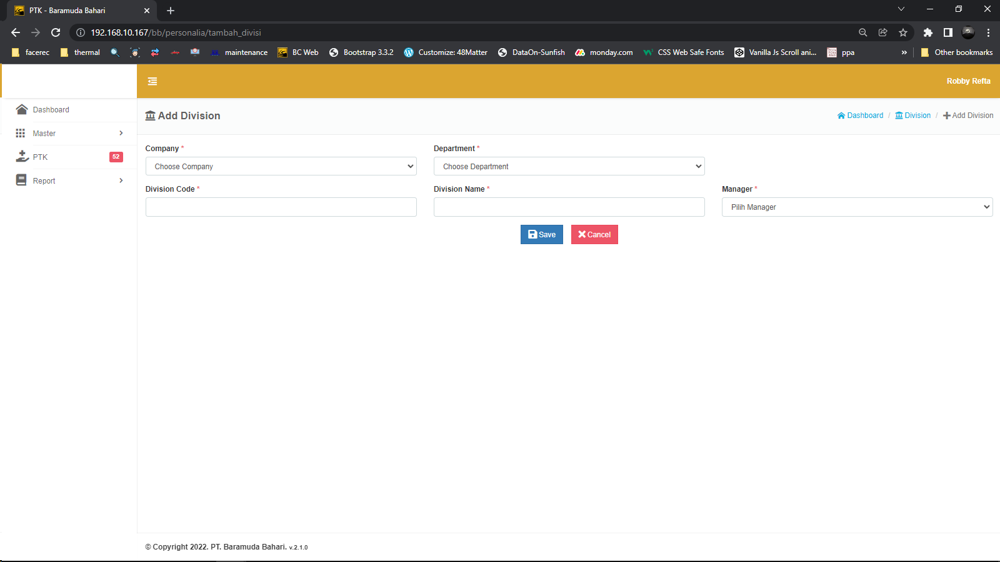 PTK - Baramuda Bahari
192.168.10.167/bb/personalia/tambah_divisi
facerec thermal maintenance BC Web Bootstrap 3.3.2 Customize: 48Matter DataOn-Sunfish monday.com CSS Web Safe Fonts Vanilla Js Scroll ani... ppa » Other bookmarks
Robby Refta
Dashboard
Master
PTK 52
Report
Add Division
Dashboard / Division / Add Division
Company * Department *
Choose Company Choose Department
Division Code * Division Name * Manager *
Pilih Manager
Save Cancel
© Copyright 2022. PT. Baramuda Bahari. v.2.1.0